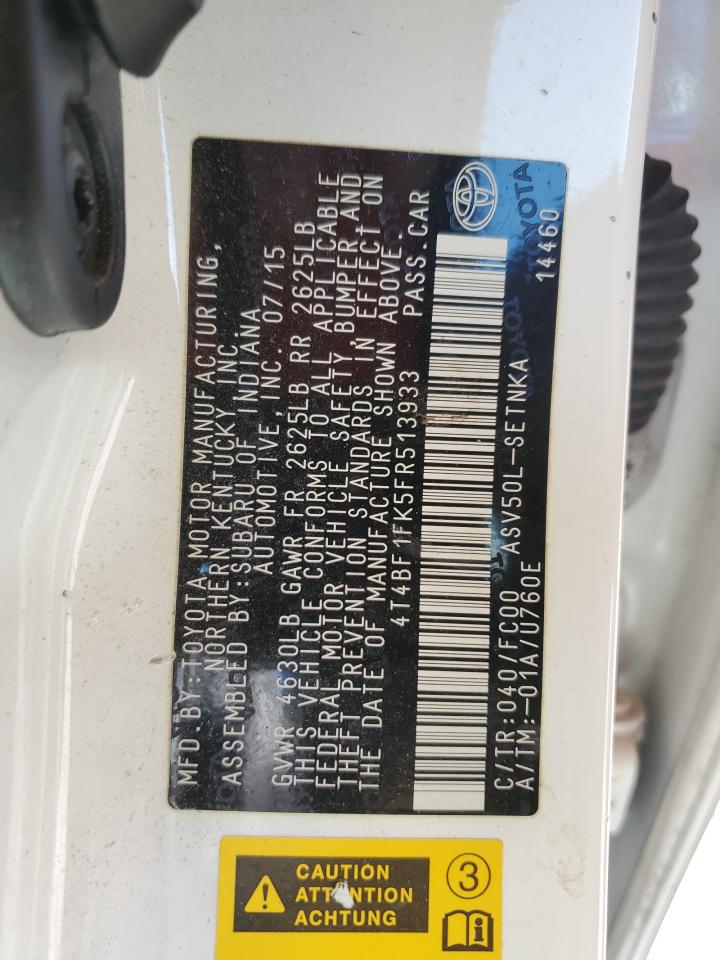 MFD.BY:TOYOTA MOTOR MANUFACTURING,
NORTHERN KENTUCKY INC.
ASSEMBLED BY:SUBARU OF INDIANA
AUTOMOTIVE,INC. 07/15
GVWR 4630LB GAWR FR 2625LB RR 2625LB
THIS VEHICLE CONFORMS TO ALL APPLICABLE
FEDERAL MOTOR VEHICLE SAFETY,BUMPER AND
THEFT PREVENTION STANDARDS IN EFFECT ON
THE DATE OF MANUFACTURE SHOWN ABOVE.
4T4BF1FK5FR513933 PASS.CAR
C/TR:040/FC00 ASV50L-SETNKA 14460
A/TM:-01A/U760E
TOYOTA
CAUTION
ATTENTION
ACHTUNG
3